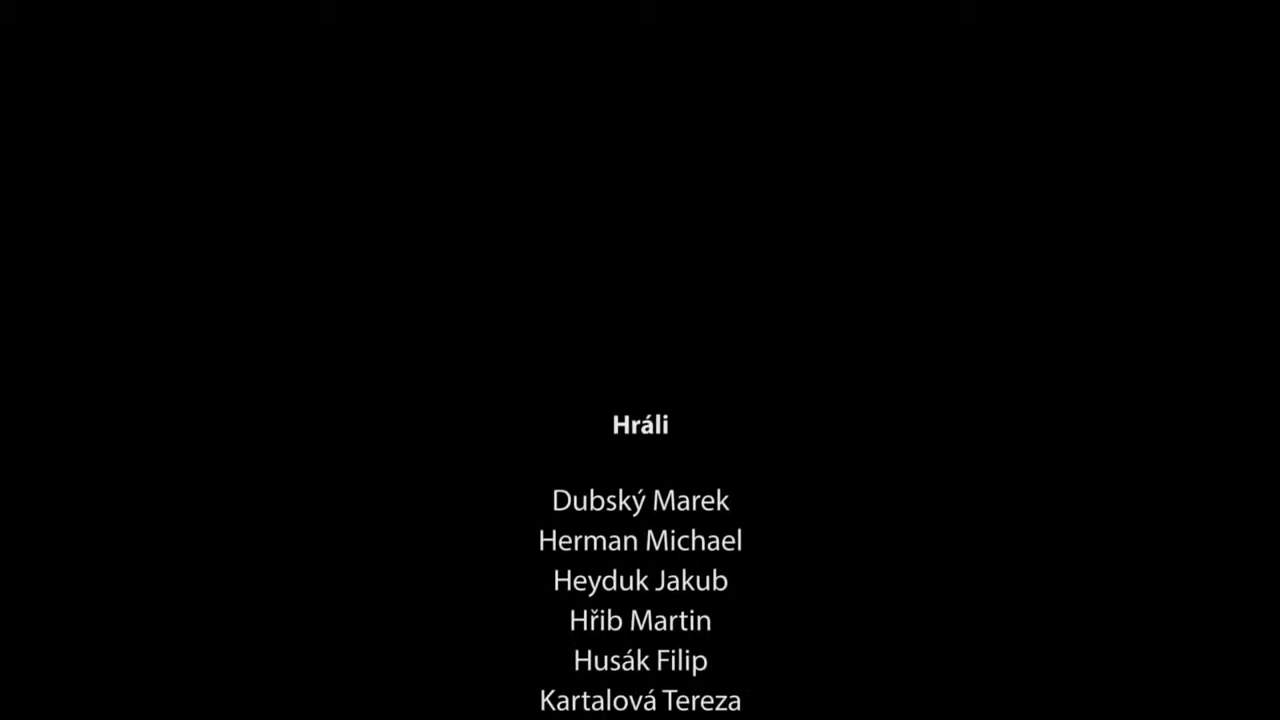 Hráli
Dubský Marek
Herman Michael
Heyduk Jakub
Hřib Martin
Husák Filip
Kartalová Tereza